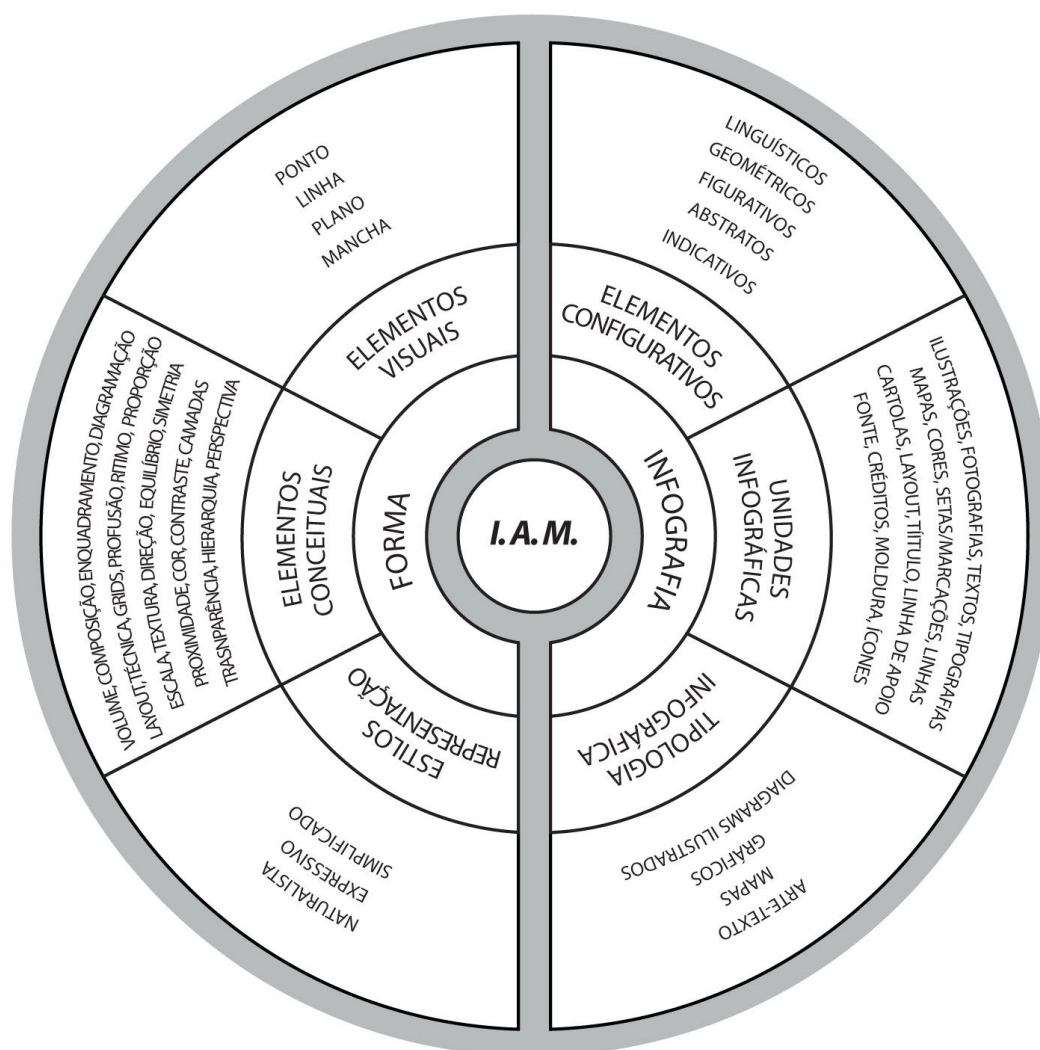 I. A. M.
FORMA
ELEMENTOS
VISUAIS
PONTO
LINHA
PLANO
MANCHA
ELEMENTOS
CONCEITUAIS
VOLUME, COMPOSIÇÃO, ENQUADRAMENTO, DIAGRAMAÇÃO
LAYOUT, TÉCNICA, GRIDS, PROFUSÃO, RITIMO, PROPORÇÃO
ESCALA, TEXTURA, DIREÇÃO, EQUILÍBRIO, SIMETRIA
PROXIMIDADE, COR, CONTRASTE, CAMADAS
TRASNPARÊNCIA, HIERARQUIA, PERSPECTIVA
ESTILOS
REPRESENTAÇÃO
SIMPLIFICADO
EXPRESSIVO
NATURALISTA
INFOGRAFIA
ELEMENTOS
CONFIGURATIVOS
LINGUÍSTICOS
GEOMÉTRICOS
FIGURATIVOS
ABSTRATOS
INDICATIVOS
UNIDADES
INFOGRÁFICAS
ILUSTRAÇÕES, FOTOGRAFIAS, TEXTOS, TIPOGRAFIAS
MAPAS, CORES, SETAS/MARCAÇÕES, LINHAS
CARTOLAS, LAYOUT, TÍTITULO, LINHA DE APOIO
FONTE, CRÉDITOS, MOLDURA, ÍCONES
TIPOLOGIA
INFOGRÁFICA
DIAGRAMS ILUSTRADOS
GRÁFICOS
MAPAS
ARTE-TEXTO